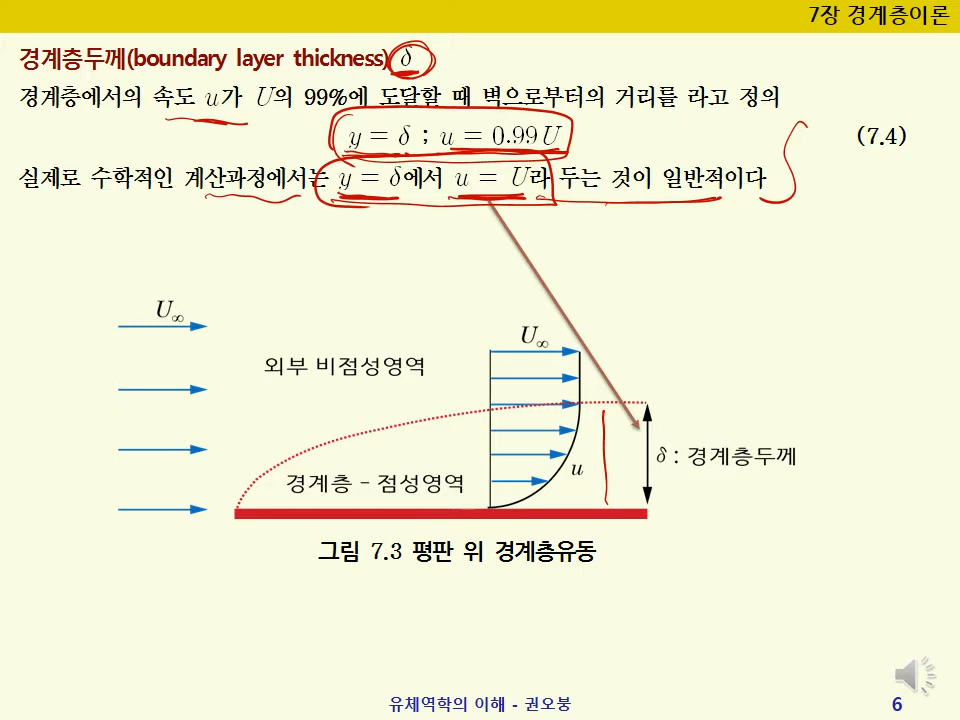 7장 경계층이론
경계층두께(boundary layer thickness) δ
경계층에서의 속도 u가 U의 99%에 도달할 때 벽으로부터의 거리를 라고 정의
y = δ ; u = 0.99U (7.4)
실제로 수학적인 계산과정에서는 y = δ에서 u = U라 두는 것이 일반적이다
U∞
U∞
외부 비점성영역
δ : 경계층두께
u
경계층 - 점성영역
그림 7.3 평판 위 경계층유동
유체역학의 이해 - 권오붕 6